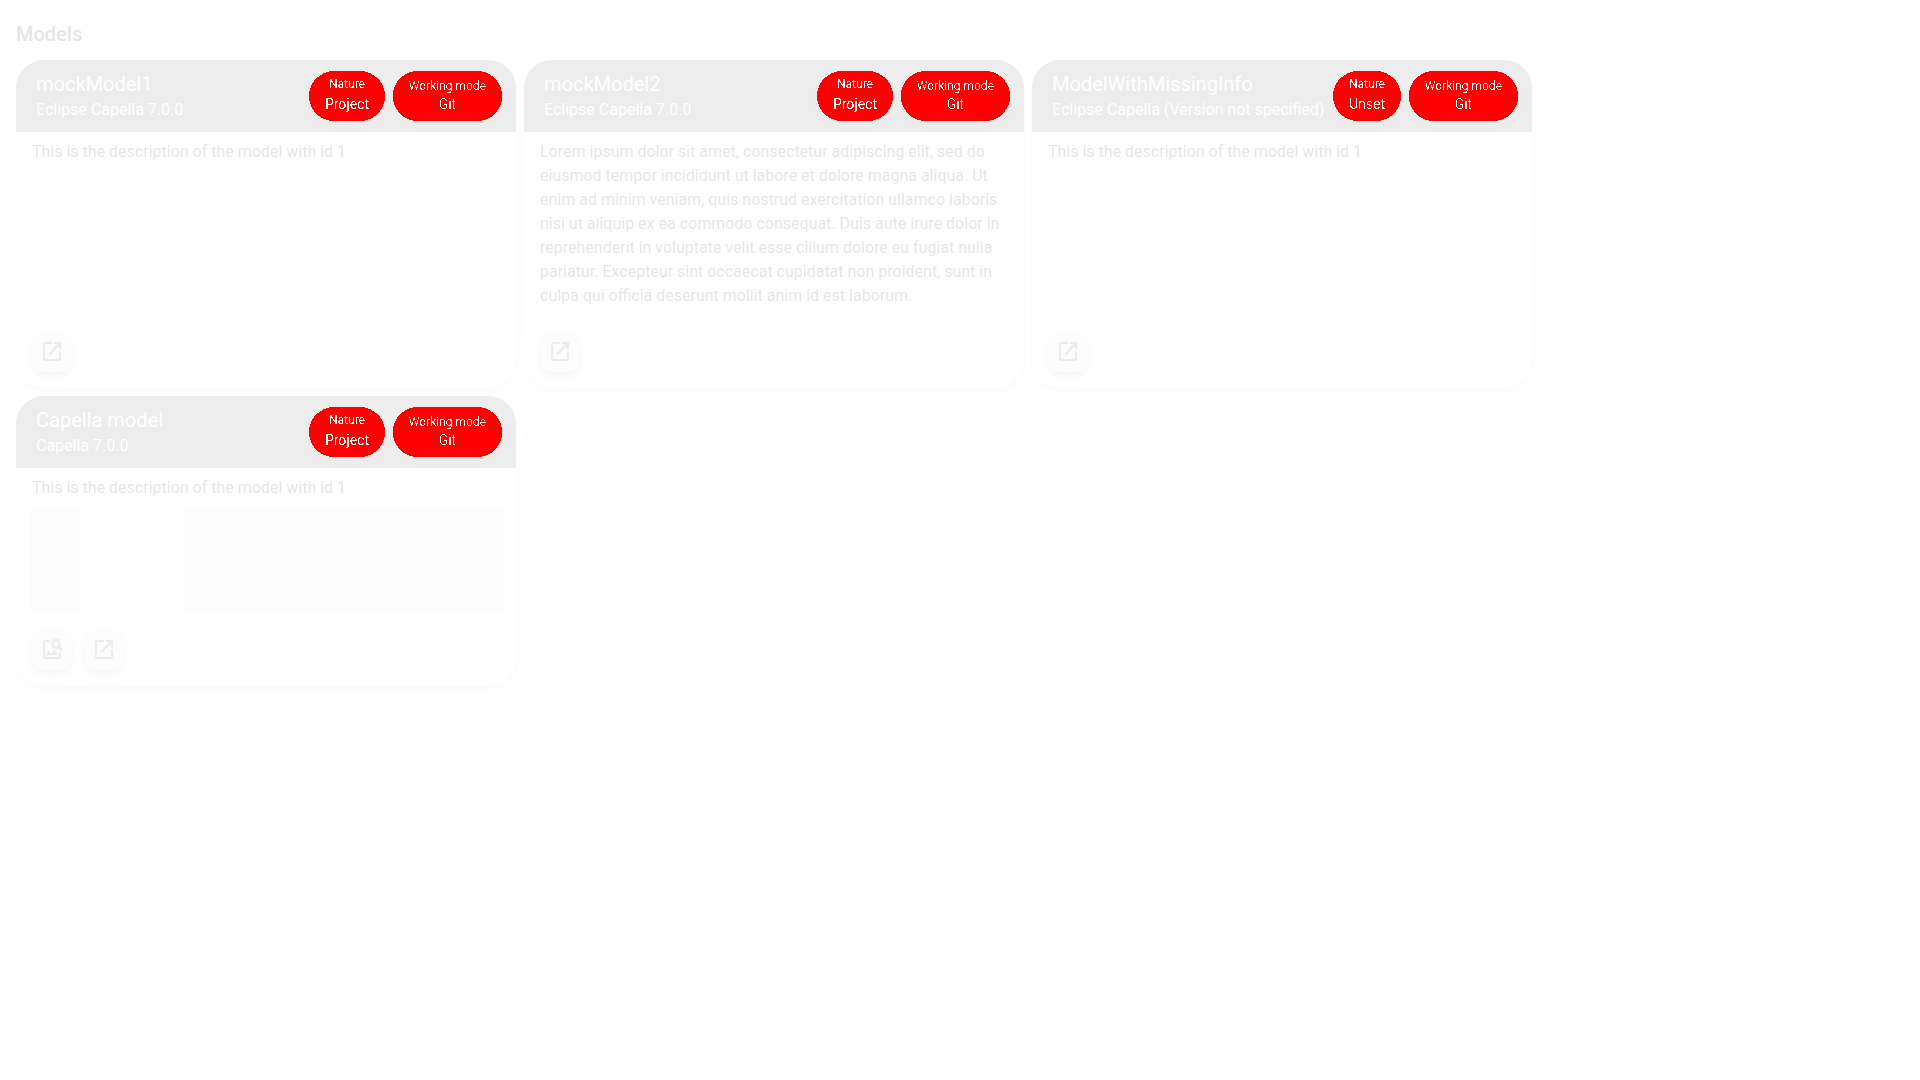 Models
mockModel1
Eclipse Capella 7.0.0
Nature
Project
Working mode
Git
This is the description of the model with id 1
mockModel2
Eclipse Capella 7.0.0
Nature
Project
Working mode
Git
Lorem ipsum dolor sit amet, consectetur adipiscing elit, sed do
eiusmod tempor incididunt ut labore et dolore magna aliqua. Ut
enim ad minim veniam, quis nostrud exercitation ullamco laboris
nisi ut aliquip ex ea commodo consequat. Duis aute irure dolor in
reprehenderit in voluptate velit esse cillum dolore eu fugiat nulla
pariatur. Excepteur sint occaecat cupidatat non proident, sunt in
culpa qui officia deserunt mollit anim id est laborum.
ModelWithMissingInfo
Eclipse Capella (Version not specified)
Nature
Unset
Working mode
Git
This is the description of the model with id 1
Capella model
Capella 7.0.0
Nature
Project
Working mode
Git
This is the description of the model with id 1